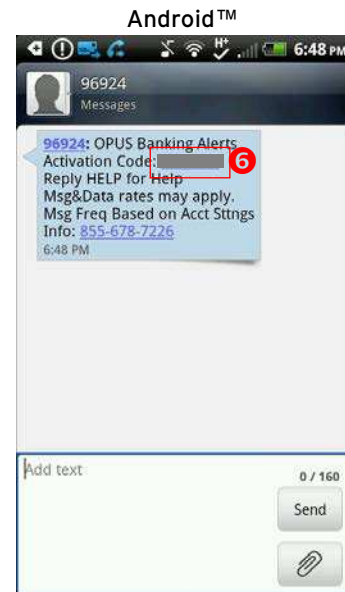 Android™
6:48 PM
96924
Messages
96924: OPUS Banking Alerts
Activation Code:
6
Reply HELP for Help
Msg&Data rates may apply.
Msg Freq Based on Acct Sttngs
Info: 855-678-7226
6:48 PM
Add text
0 / 160
Send